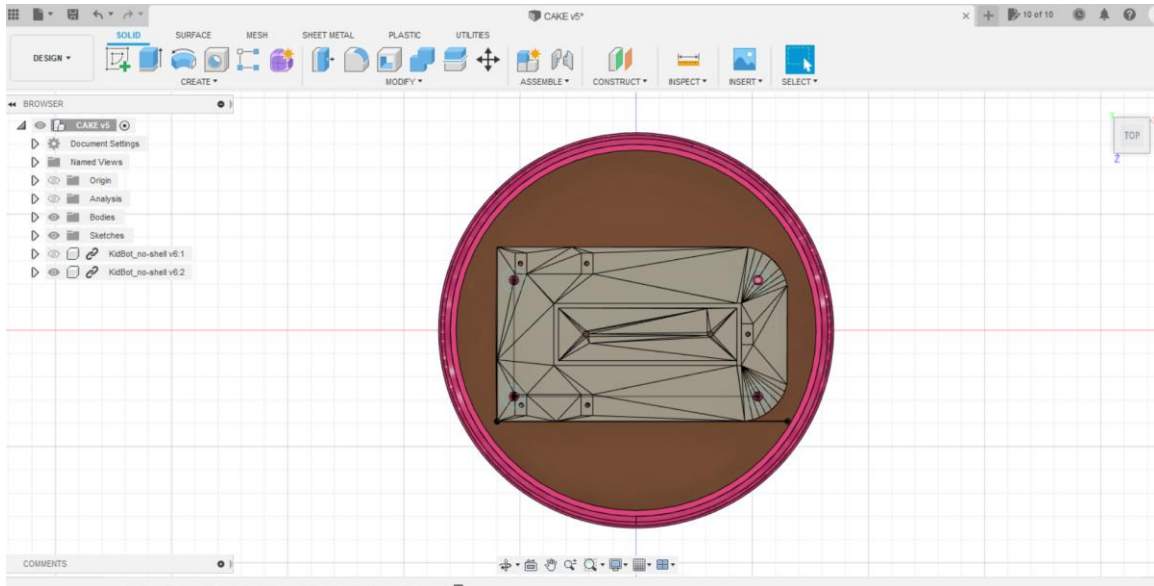 CAKE v5*
10 of 10
SOLID SURFACE MESH SHEET METAL PLASTIC UTILITIES
DESIGN
CREATE MODIFY ASSEMBLE CONSTRUCT INSPECT INSERT SELECT
BROWSER
CAKE v5
Document Settings
Named Views
Origin
Analysis
Bodies
Sketches
KidBot_no-shell v6:1
KidBot_no-shell v6:2
TOP
Z
COMMENTS